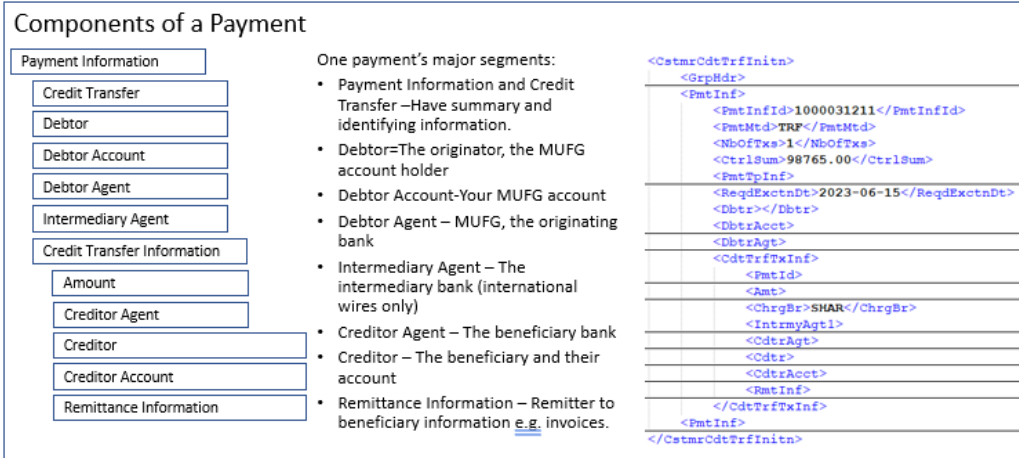 Components of a Payment
Payment Information
Credit Transfer
Debtor
Debtor Account
Debtor Agent
Intermediary Agent
Credit Transfer Information
Amount
Creditor Agent
Creditor
Creditor Account
Remittance Information
One payment's major segments:
• Payment Information and Credit
Transfer –Have summary and
identifying information.
• Debtor=The originator, the MUFG
account holder
• Debtor Account-Your MUFG account
• Debtor Agent – MUFG, the originating
bank
• Intermediary Agent – The
intermediary bank (international
wires only)
• Creditor Agent – The beneficiary bank
• Creditor – The beneficiary and their
account
• Remittance Information – Remitter to
beneficiary information e.g. invoices.
<CstmrCdtTrfInitn>
<GrpHdr>
<PmtInf>
<PmtInfId>1000031211</PmtInfId>
<PmtMtd>TRF</PmtMtd>
<NbOfTxs>1</NbOfTxs>
<CtrlSum>98765.00</CtrlSum>
<PmtTpInf>
<ReqdExctnDt>2023-06-15</ReqdExctnDt>
<Dbtr></Dbtr>
<DbtrAcct>
<DbtrAgt>
<CdtTrfTxInf>
<PmtId>
<Amt>
<ChrgBr>SHAR</ChrgBr>
<IntrmyAgt1>
<CdtrAgt>
<Cdtr>
<CdtrAcct>
<RmtInf>
</CdtTrfTxInf>
<PmtInf>
</CstmrCdtTrfInitn>